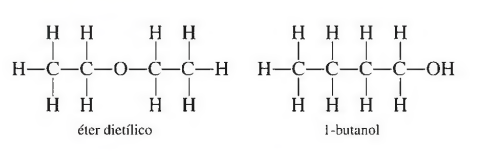 H H H H
H—C—C—O—C—C—H
H H H H
éter dietílico
H H H H
H—C—C—C—C—OH
H H H H
1-butanol